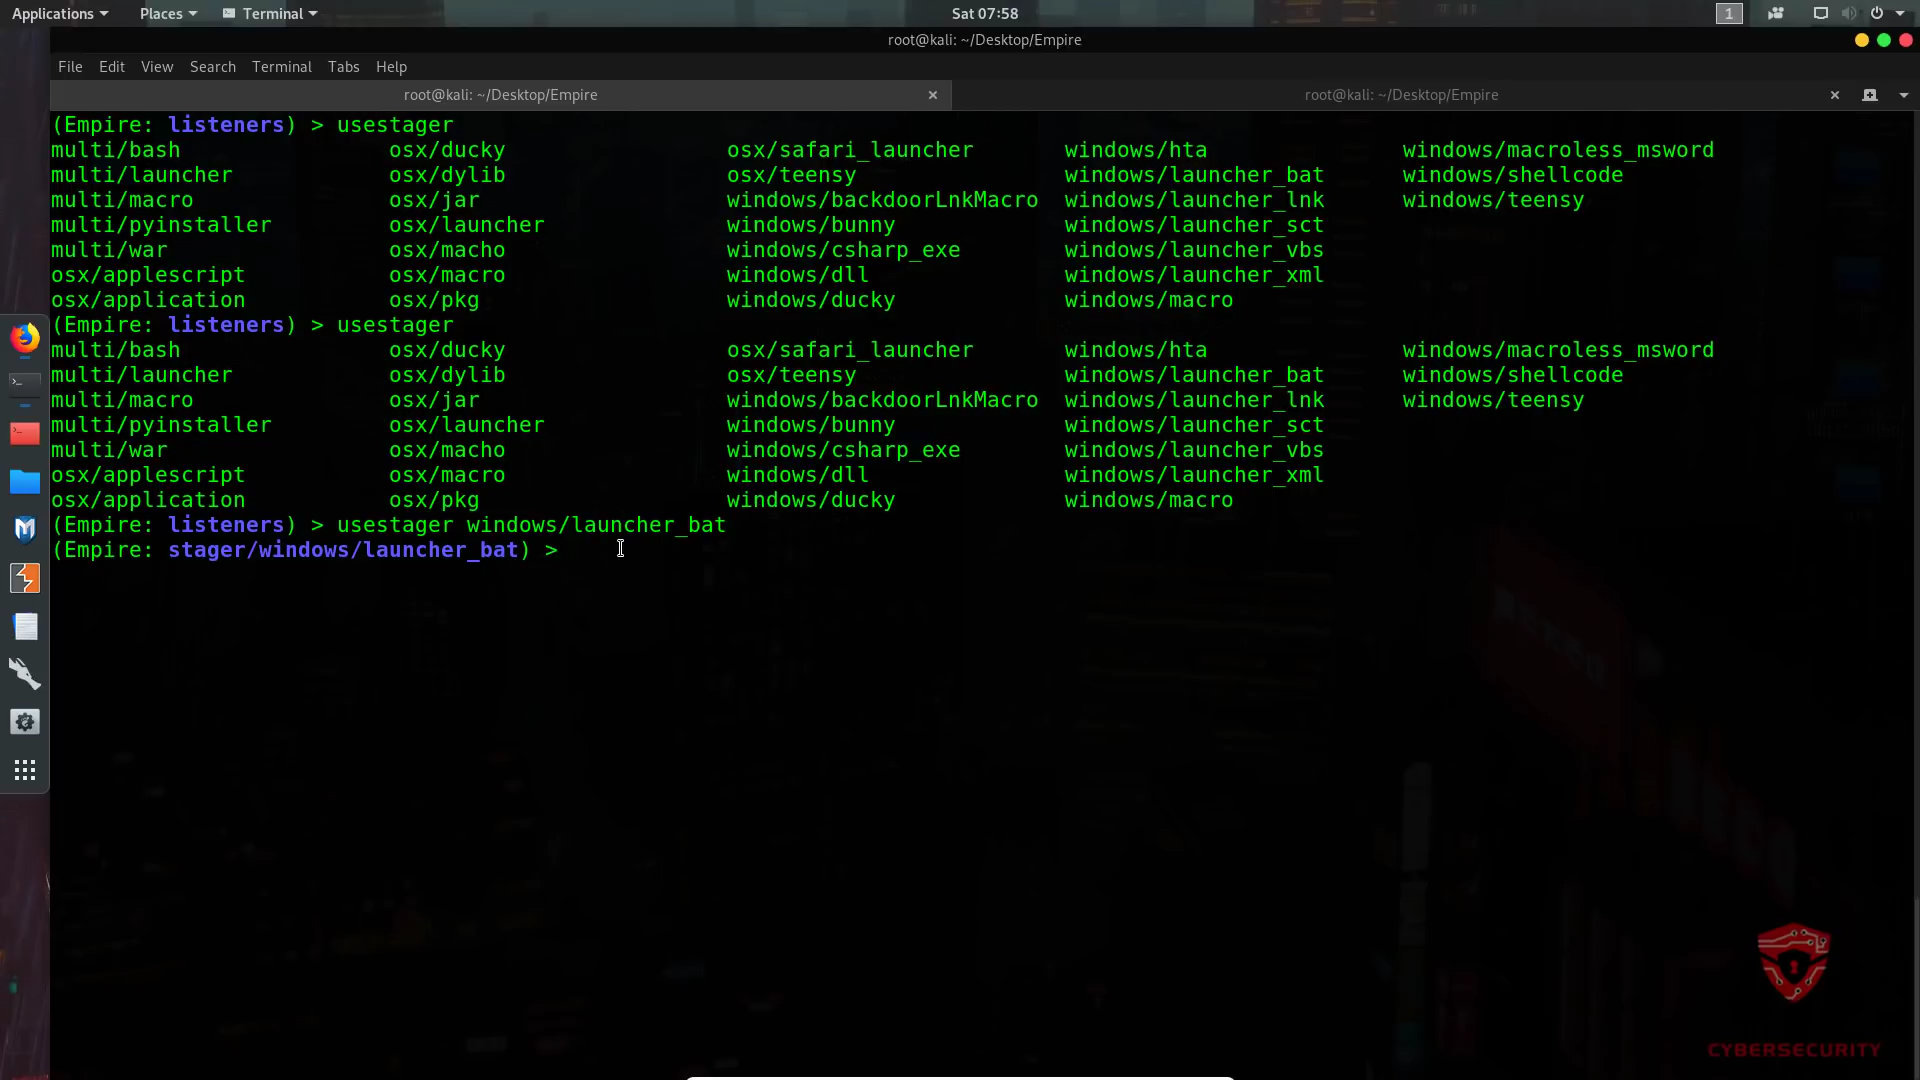 Applications Places Terminal Sat 07:58 1
root@kali: ~/Desktop/Empire
File Edit View Search Terminal Tabs Help
root@kali: ~/Desktop/Empire root@kali: ~/Desktop/Empire
(Empire: listeners) > usestager
multi/bash osx/ducky osx/safari_launcher windows/hta windows/macroless_msword
multi/launcher osx/dylib osx/teensy windows/launcher_bat windows/shellcode
multi/macro osx/jar windows/backdoorLnkMacro windows/launcher_lnk windows/teensy
multi/pyinstaller osx/launcher windows/bunny windows/launcher_sct
multi/war osx/macho windows/csharp_exe windows/launcher_vbs
osx/applescript osx/macro windows/dll windows/launcher_xml
osx/application osx/pkg windows/ducky windows/macro
(Empire: listeners) > usestager
multi/bash osx/ducky osx/safari_launcher windows/hta windows/macroless_msword
multi/launcher osx/dylib osx/teensy windows/launcher_bat windows/shellcode
multi/macro osx/jar windows/backdoorLnkMacro windows/launcher_lnk windows/teensy
multi/pyinstaller osx/launcher windows/bunny windows/launcher_sct
multi/war osx/macho windows/csharp_exe windows/launcher_vbs
osx/applescript osx/macro windows/dll windows/launcher_xml
osx/application osx/pkg windows/ducky windows/macro
(Empire: listeners) > usestager windows/launcher_bat
(Empire: stager/windows/launcher_bat) >
CYBERSECURITY